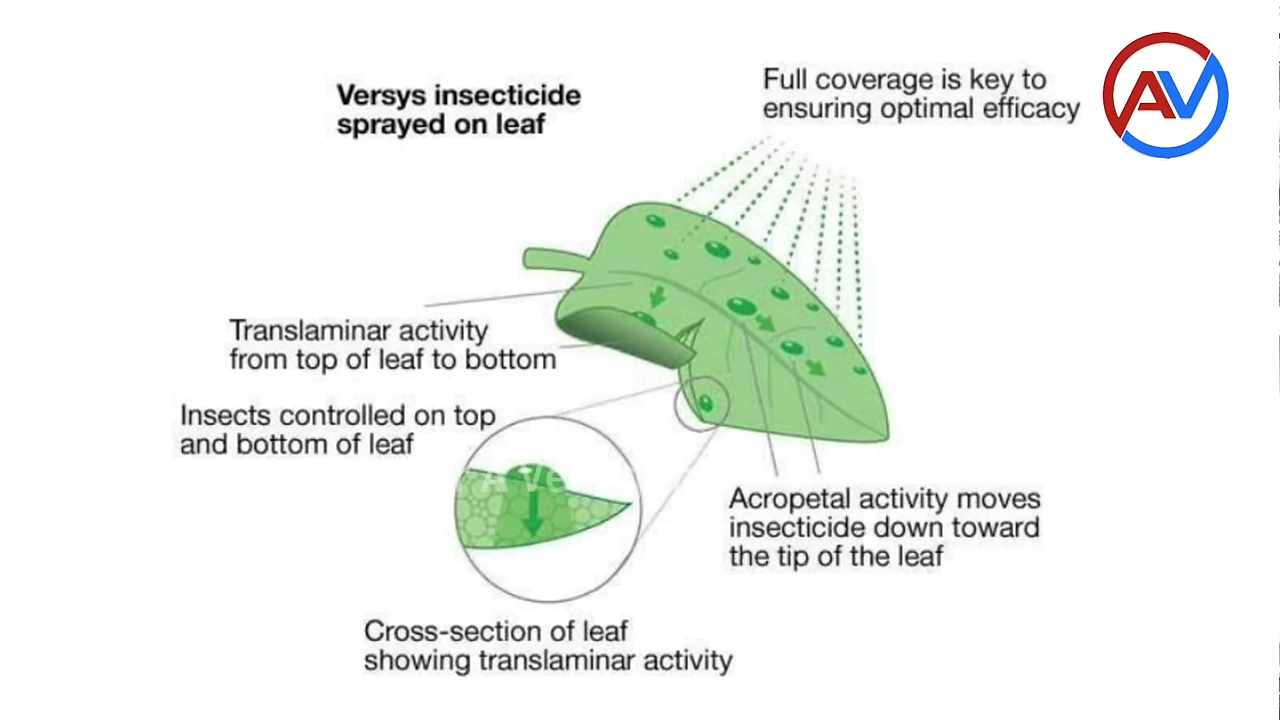 Versys insecticide
sprayed on leaf
Full coverage is key to
ensuring optimal efficacy
AV
Translaminar activity
from top of leaf to bottom
Insects controlled on top
and bottom of leaf
Acropetal activity moves
insecticide down toward
the tip of the leaf
Cross-section of leaf
showing translaminar activity